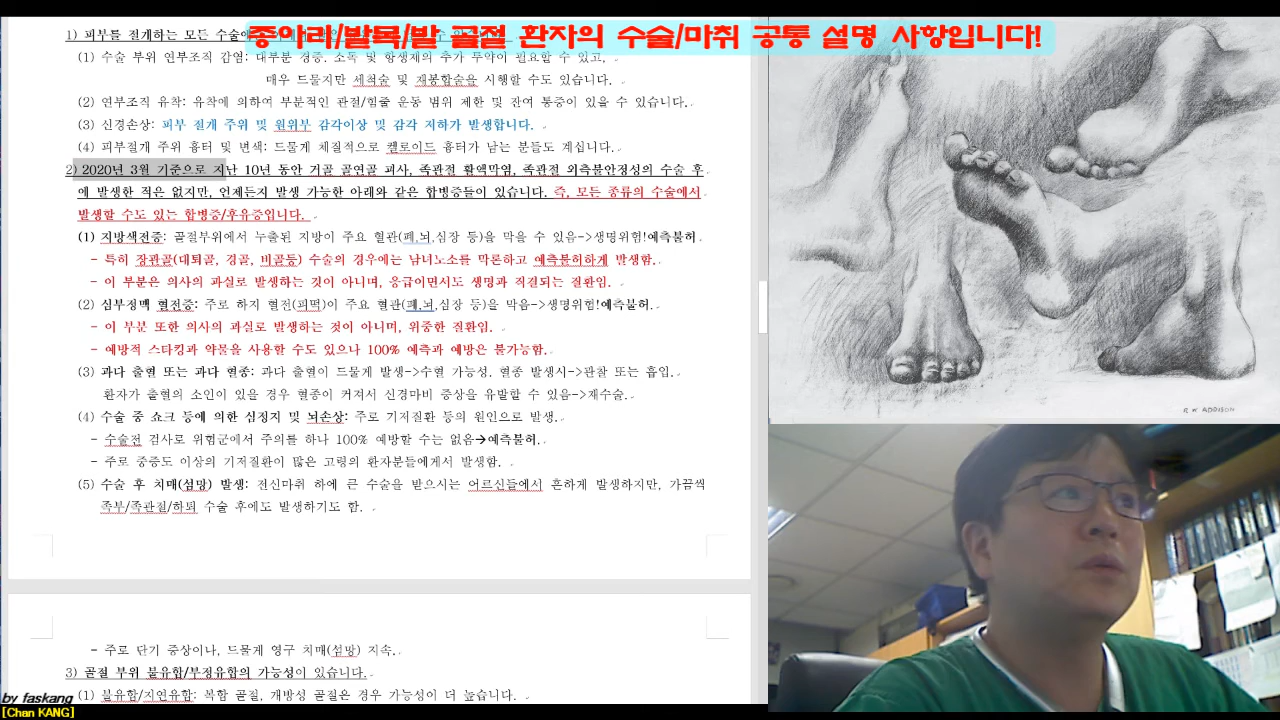 종아리/발목/발 골절 환자의 수술/마취 공통 설명 사항입니다!
1) 피부를 절개하는 모든 수술에
(1) 수술 부위 연부조직 감염: 대부분 경증. 소독 및 항생제의 추가 투약이 필요할 수 있고,
매우 드물지만 세척술 및 재봉합술을 시행할 수도 있습니다.
(2) 연부조직 유착: 유착에 의하여 부분적인 관절/힘줄 운동 범위 제한 및 잔여 통증이 있을 수 있습니다.
(3) 신경손상: 피부 절개 주위 및 원위부 감각이상 및 감각 저하가 발생합니다.
(4) 피부절개 주위 흉터 및 변색: 드물게 체질적으로 켈로이드 흉터가 남는 분들도 계십니다.
2) 2020년 3월 기준으로 지난 10년 동안 거골 골연골 괴사, 족관절 활액막염, 족관절 외측불안정성의 수술 후
에 발생한 적은 없지만, 언제든지 발생 가능한 아래와 같은 합병증들이 있습니다. 즉, 모든 종류의 수술에서
발생할 수도 있는 합병증/후유증입니다.
(1) 지방색전증: 골절부위에서 누출된 지방이 주요 혈관(폐,뇌,심장 등)을 막을 수 있음->생명위험!예측불허
- 특히 장관골(대퇴골, 경골, 비골등) 수술의 경우에는 남녀노소를 막론하고 예측불허하게 발생함.
- 이 부분은 의사의 과실로 발생하는 것이 아니며, 응급이면서도 생명과 직결되는 질환임.
(2) 심부정맥 혈전증: 주로 하지 혈전(피떡)이 주요 혈관(폐,뇌,심장 등)을 막음->생명위험!예측불허.
- 이 부분 또한 의사의 과실로 발생하는 것이 아니며, 위중한 질환임.
- 예방적 스타킹과 약물을 사용할 수도 있으나 100% 예측과 예방은 불가능함.
(3) 과다 출혈 또는 과다 혈종: 과다 출혈이 드물게 발생->수혈 가능성, 혈종 발생시->관찰 또는 흡입.
환자가 출혈의 소인이 있을 경우 혈종이 커져서 신경마비 증상을 유발할 수 있음->재수술.
(4) 수술 중 쇼크 등에 의한 심정지 및 뇌손상: 주로 기저질환 등의 원인으로 발생.
- 수술전 검사로 위험군에서 주의를 하나 100% 예방할 수는 없음→예측불허.
- 주로 중증도 이상의 기저질환이 많은 고령의 환자분들에게서 발생함.
(5) 수술 후 치매(섬망) 발생: 전신마취 하에 큰 수술을 받으시는 어르신들에서 흔하게 발생하지만, 가끔씩
족부/족관절/하퇴 수술 후에도 발생하기도 함.
- 주로 단기 증상이나, 드물게 영구 치매(섬망) 지속.
3) 골절 부위 불유합/부정유합의 가능성이 있습니다.
(1) 불유합/지연유합: 복합 골절, 개방성 골절은 경우 가능성이 더 높습니다.
R W ADDISON
by faskang
[Chan KANG]